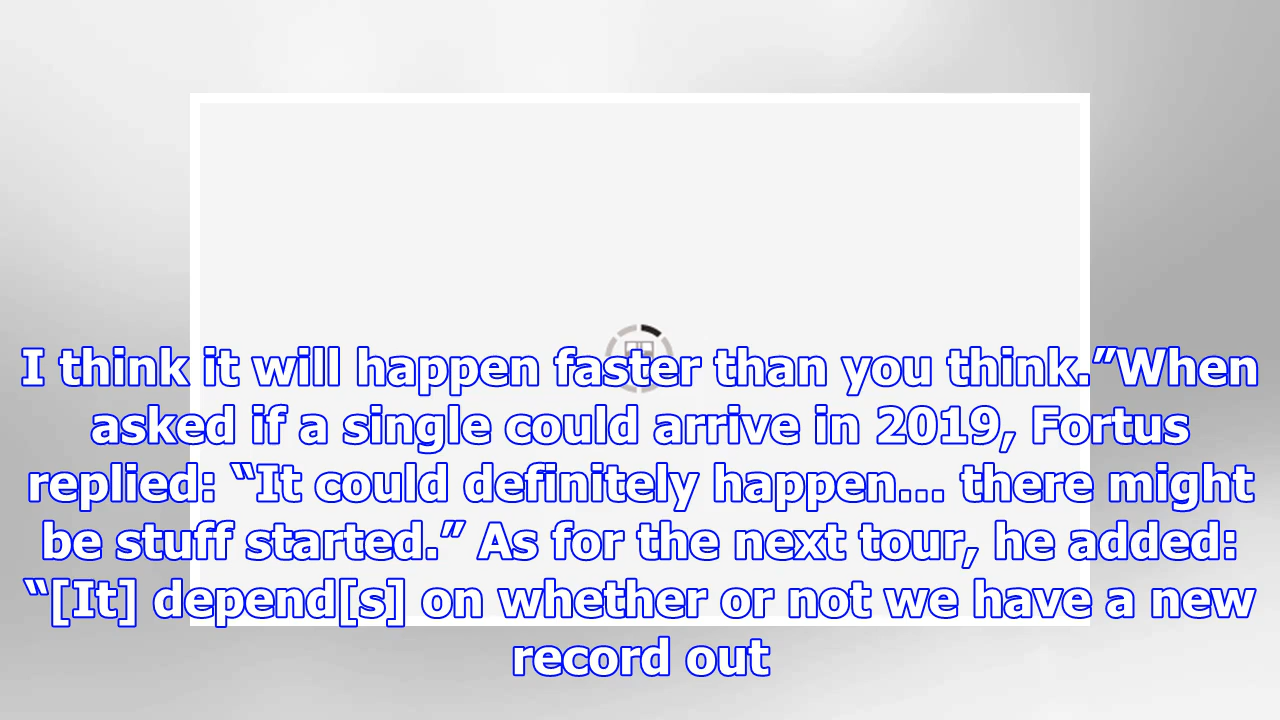 I think it will happen faster than you think.”When
asked if a single could arrive in 2019, Fortus
replied: “It could definitely happen... there might
be stuff started.” As for the next tour, he added:
“[It] depend[s] on whether or not we have a new
record out